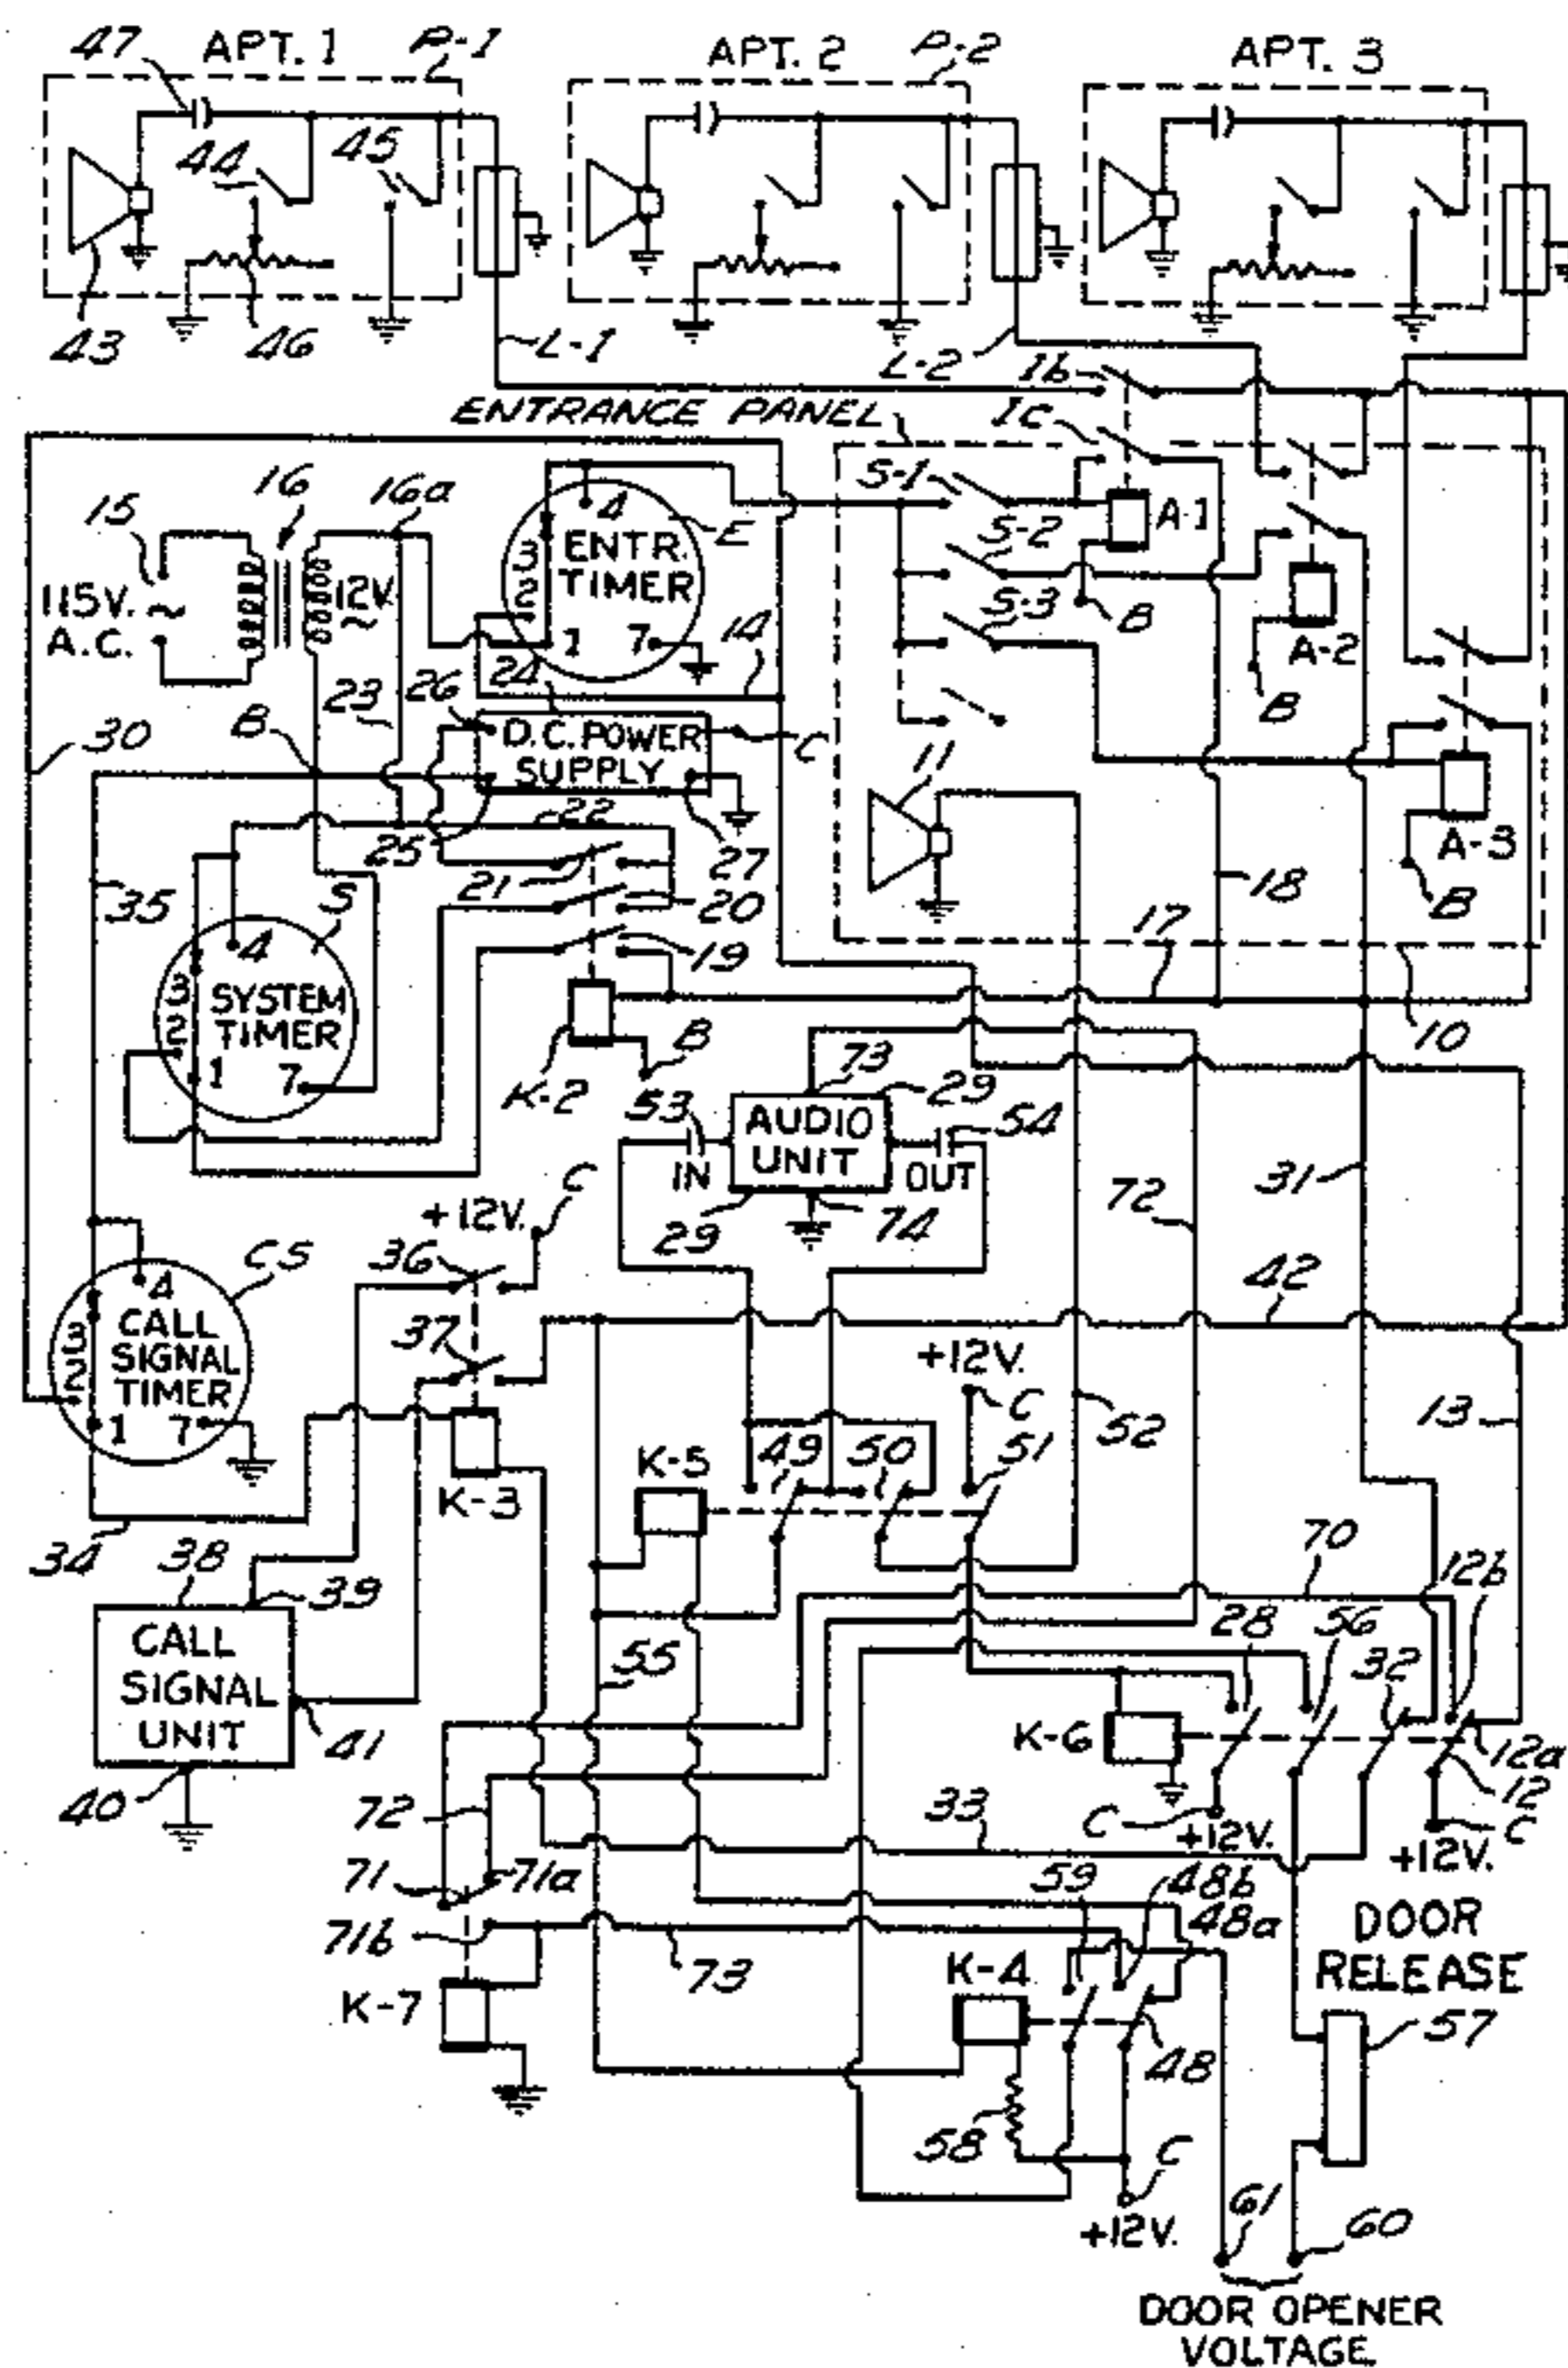 47 APT. 1 P-1 APT. 2 P-2 APT. 3
44 45
43 46 L-1 L-2 1b
ENTRANCE PANEL 1c
15 16 16a 4 E S-1 S-2 A-1
3 ENTR.
115V. 12V. 2 TIMER S-3 B
A.C. 1 7 14 A-2
24
23 26
30 B D.C. POWER C 11 B
SUPPLY
25 22 27 A-3
21
35 S 20 18 B
4 19 17
3 SYSTEM
2 TIMER 10
1 7 K-2 B
53 73 29 54
AUDIO
UNIT
IN OUT
29 74 72 31
+12V. C
CS 36 42
4
3 CALL 37
2 SIGNAL
TIMER
+12V.
1 7 C 52 13
K-3 K-5 49 50 51
34 38 39 70 12b
CALL 55 28 56 32
SIGNAL
UNIT 41 K-6 12a
12
40 72 33 C +12V. C
+12V.
71 71a 59 48b
48a DOOR
71b 73 K-4 RELEASE
K-7 57
48
58 C
61 60
+12V.
DOOR OPENER
VOLTAGE